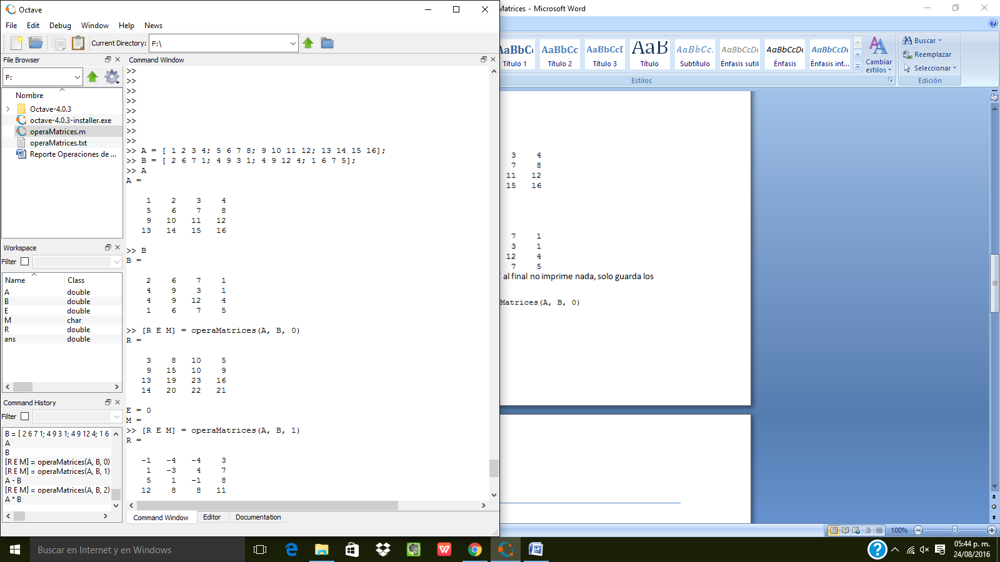 Octave
File Edit Debug Window Help News
Current Directory: F:\
File Browser
F:
Nombre
Octave-4.0.3
octave-4.0.3-installer.exe
operaMatrices.m
operaMatrices.txt
Reporte Operaciones de ...
Workspace
Filter
Name Class
A double
B double
E double
M char
R double
ans double
Command History
Filter
B = [ 2 6 7 1; 4 9 3 1; 4 9 12 4; 1 6
A
B
[R E M] = operaMatrices(A, B, 0)
[R E M] = operaMatrices(A, B, 1)
A - B
[R E M] = operaMatrices(A, B, 2)
A * B
Command Window
>>
>>
>>
>>
>>
>>
>>
>>
>> A = [ 1 2 3 4; 5 6 7 8; 9 10 11 12; 13 14 15 16];
>> B = [ 2 6 7 1; 4 9 3 1; 4 9 12 4; 1 6 7 5];
>> A
A =
1 2 3 4
5 6 7 8
9 10 11 12
13 14 15 16
>> B
B =
2 6 7 1
4 9 3 1
4 9 12 4
1 6 7 5
>> [R E M] = operaMatrices(A, B, 0)
R =
3 8 10 5
9 15 10 9
13 19 23 16
14 20 22 21
E = 0
M =
>> [R E M] = operaMatrices(A, B, 1)
R =
-1 -4 -4 3
1 -3 4 7
5 1 -1 8
12 8 8 11
Command Window Editor Documentation
Matrices - Microsoft Word
AaBbC AaBbCc AaBbCcI AaB AaBbCc. AaBbCcDc AaBbCcDc AaBbCcDc
Título 1 Título 2 Título 3 Título Subtítulo Énfasis sutil Énfasis Énfasis int...
Cambiar estilos
Estilos
Buscar
Reemplazar
Seleccionar
Edición
3 4
7 8
11 12
15 16
7 1
3 1
12 4
7 5
al final no imprime nada, solo guarda los
Matrices(A, B, 0)
100%
Buscar en Internet y en Windows
05:44 p. m.
24/08/2016